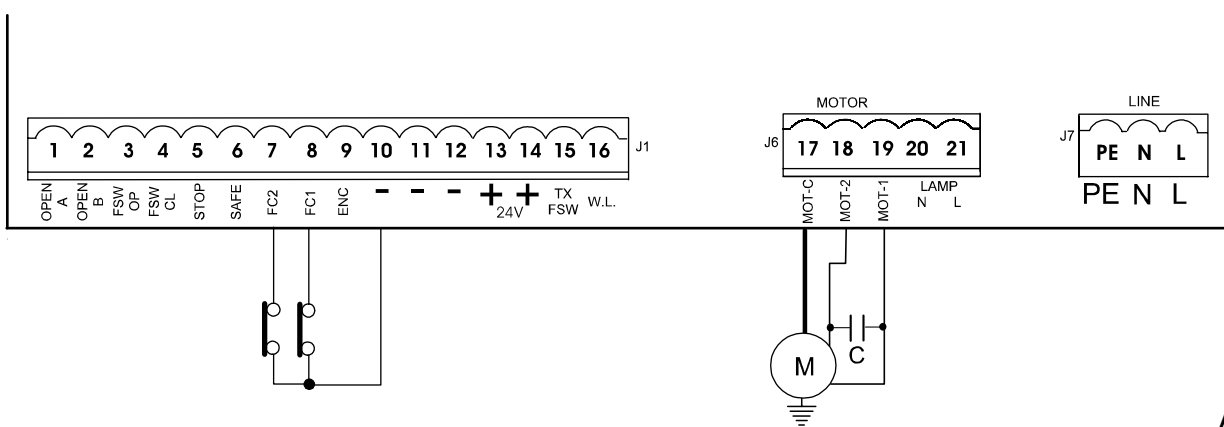 MOTOR
LINE
J1
J6
J7
1 2 3 4 5 6 7 8 9 10 11 12 13 14 15 16
17 18 19 20 21
PE N L
OPEN A
OPEN B
FSW OP
FSW CL
STOP
SAFE
FC2
FC1
ENC
- - -
+ +
24V
TX
FSW
W.L.
MOT-C
MOT-2
MOT-1
LAMP
N L
PE N L
M
C